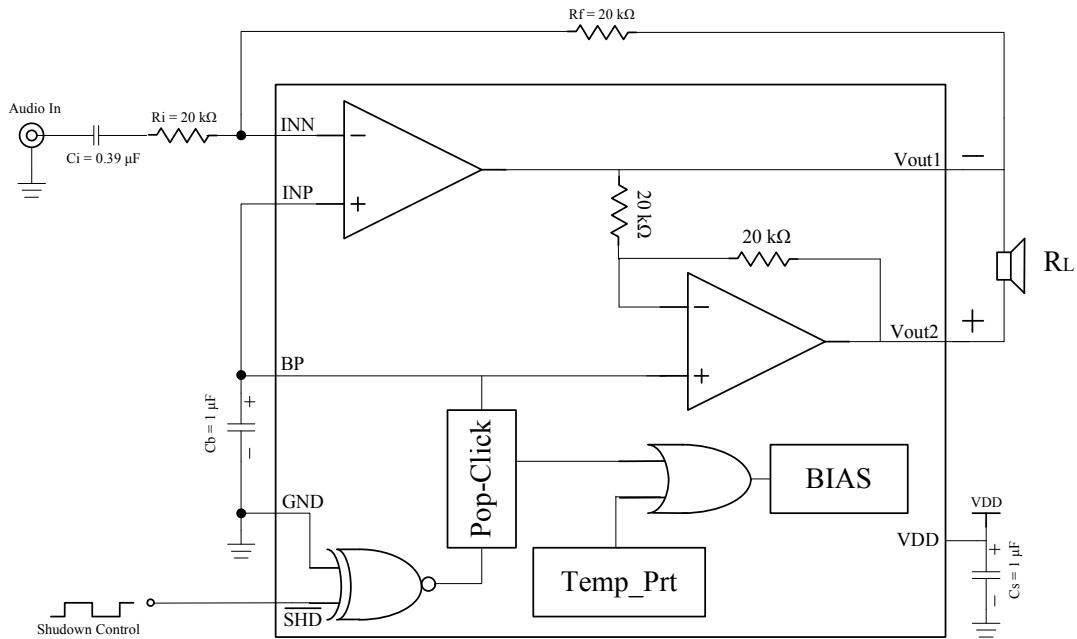 Rf = 20 kΩ
Audio In
Ri = 20 kΩ
Ci = 0.39 μF
INN
−
INP
+
Vout1
−
20 kΩ
20 kΩ
RL
−
Vout2
+
BP
+
Cb = 1 μF
+
−
Pop-Click
BIAS
GND
VDD
VDD
+
Cs = 1 μF
−
Temp_Prt
SHD
Shudown Control